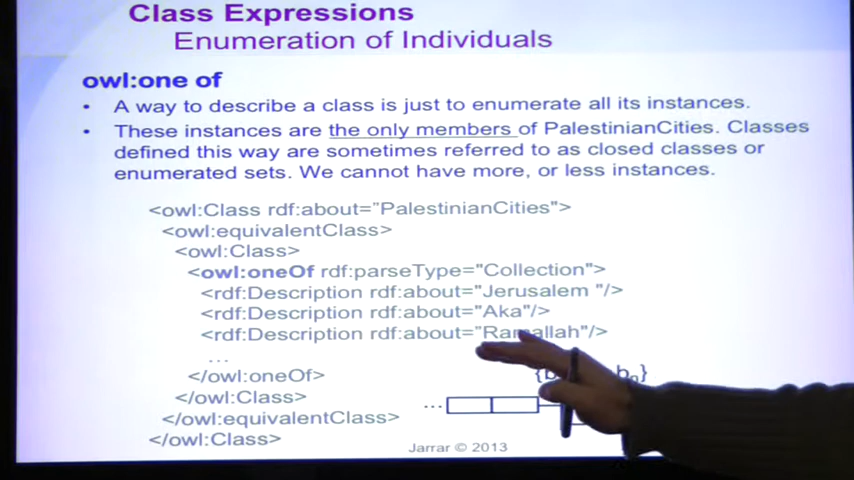 Class Expressions
Enumeration of Individuals
owl:one of
• A way to describe a class is just to enumerate all its instances.
• These instances are the only members of PalestinianCities. Classes
defined this way are sometimes referred to as closed classes or
enumerated sets. We cannot have more, or less instances.
<owl:Class rdf:about="PalestinianCities">
<owl:equivalentClass>
<owl:Class>
<owl:oneOf rdf:parseType="Collection">
<rdf:Description rdf:about="Jerusalem "/>
<rdf:Description rdf:about="Aka"/>
<rdf:Description rdf:about="Ramallah"/>
...
</owl:oneOf>
</owl:Class>
</owl:equivalentClass>
</owl:Class>
{b bn}
...
Jarrar © 2013